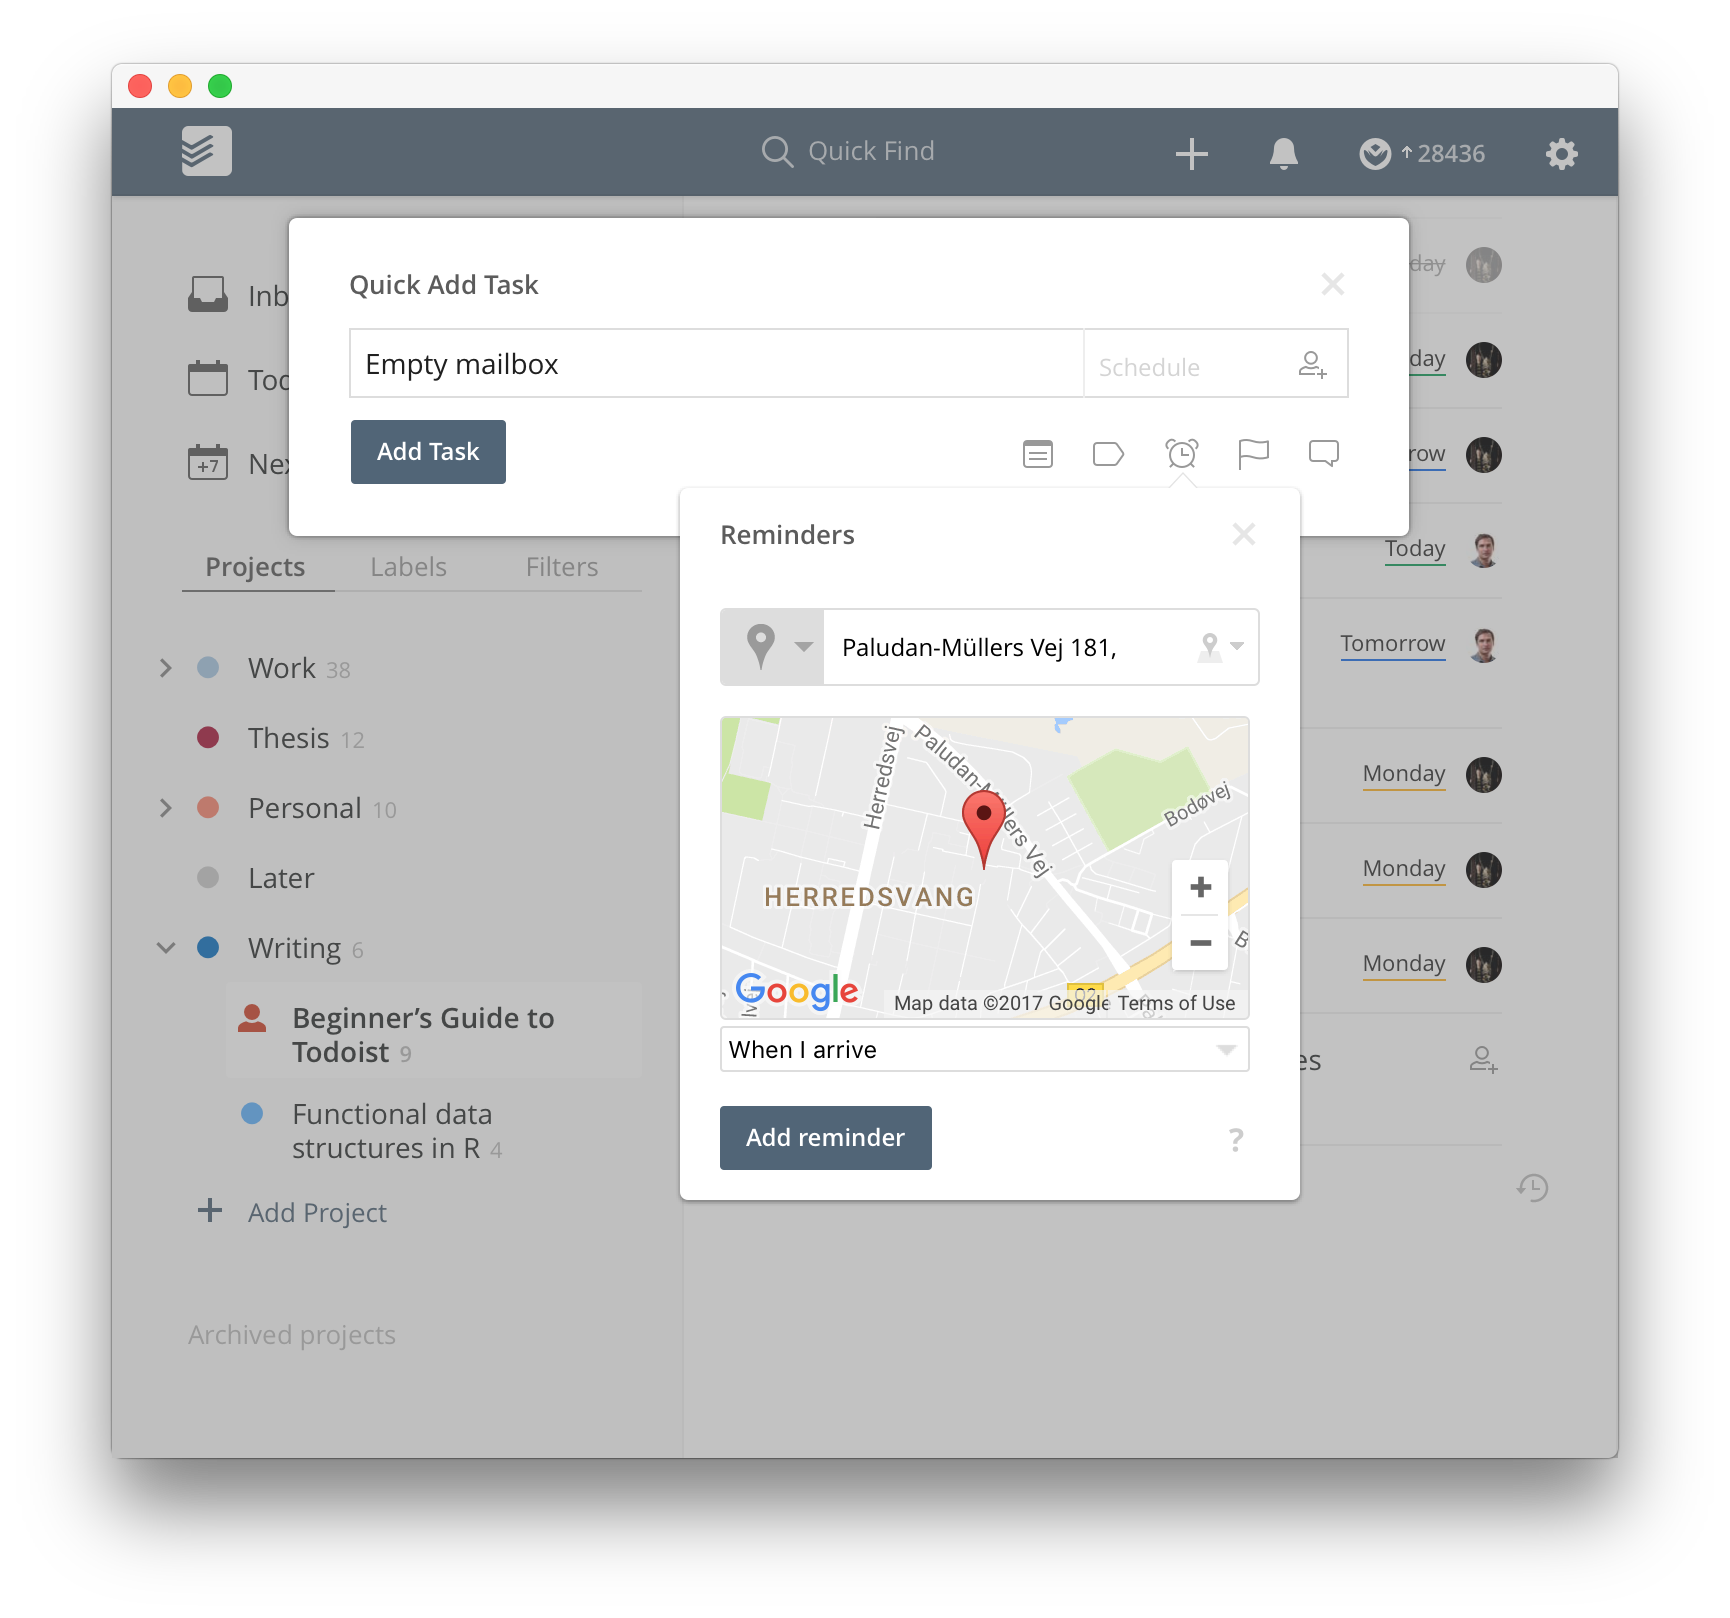 Quick Find
28436
Quick Add Task
Empty mailbox
Schedule
Add Task
Inb
Toc
+7
Nex
Projects
Labels
Filters
Work 38
Thesis 12
Personal 10
Later
Writing 6
Beginner’s Guide to
Todoist 9
Functional data
structures in R 4
Add Project
Archived projects
Reminders
Paludan-Müllers Vej 181,
Herredsvej
Paludan-Müllers Vej
Bodøvej
HERREDSVANG
+
−
Google
Map data ©2017 Google Terms of Use
When I arrive
Add reminder
?
day
day
row
Today
Tomorrow
Monday
Monday
Monday
es